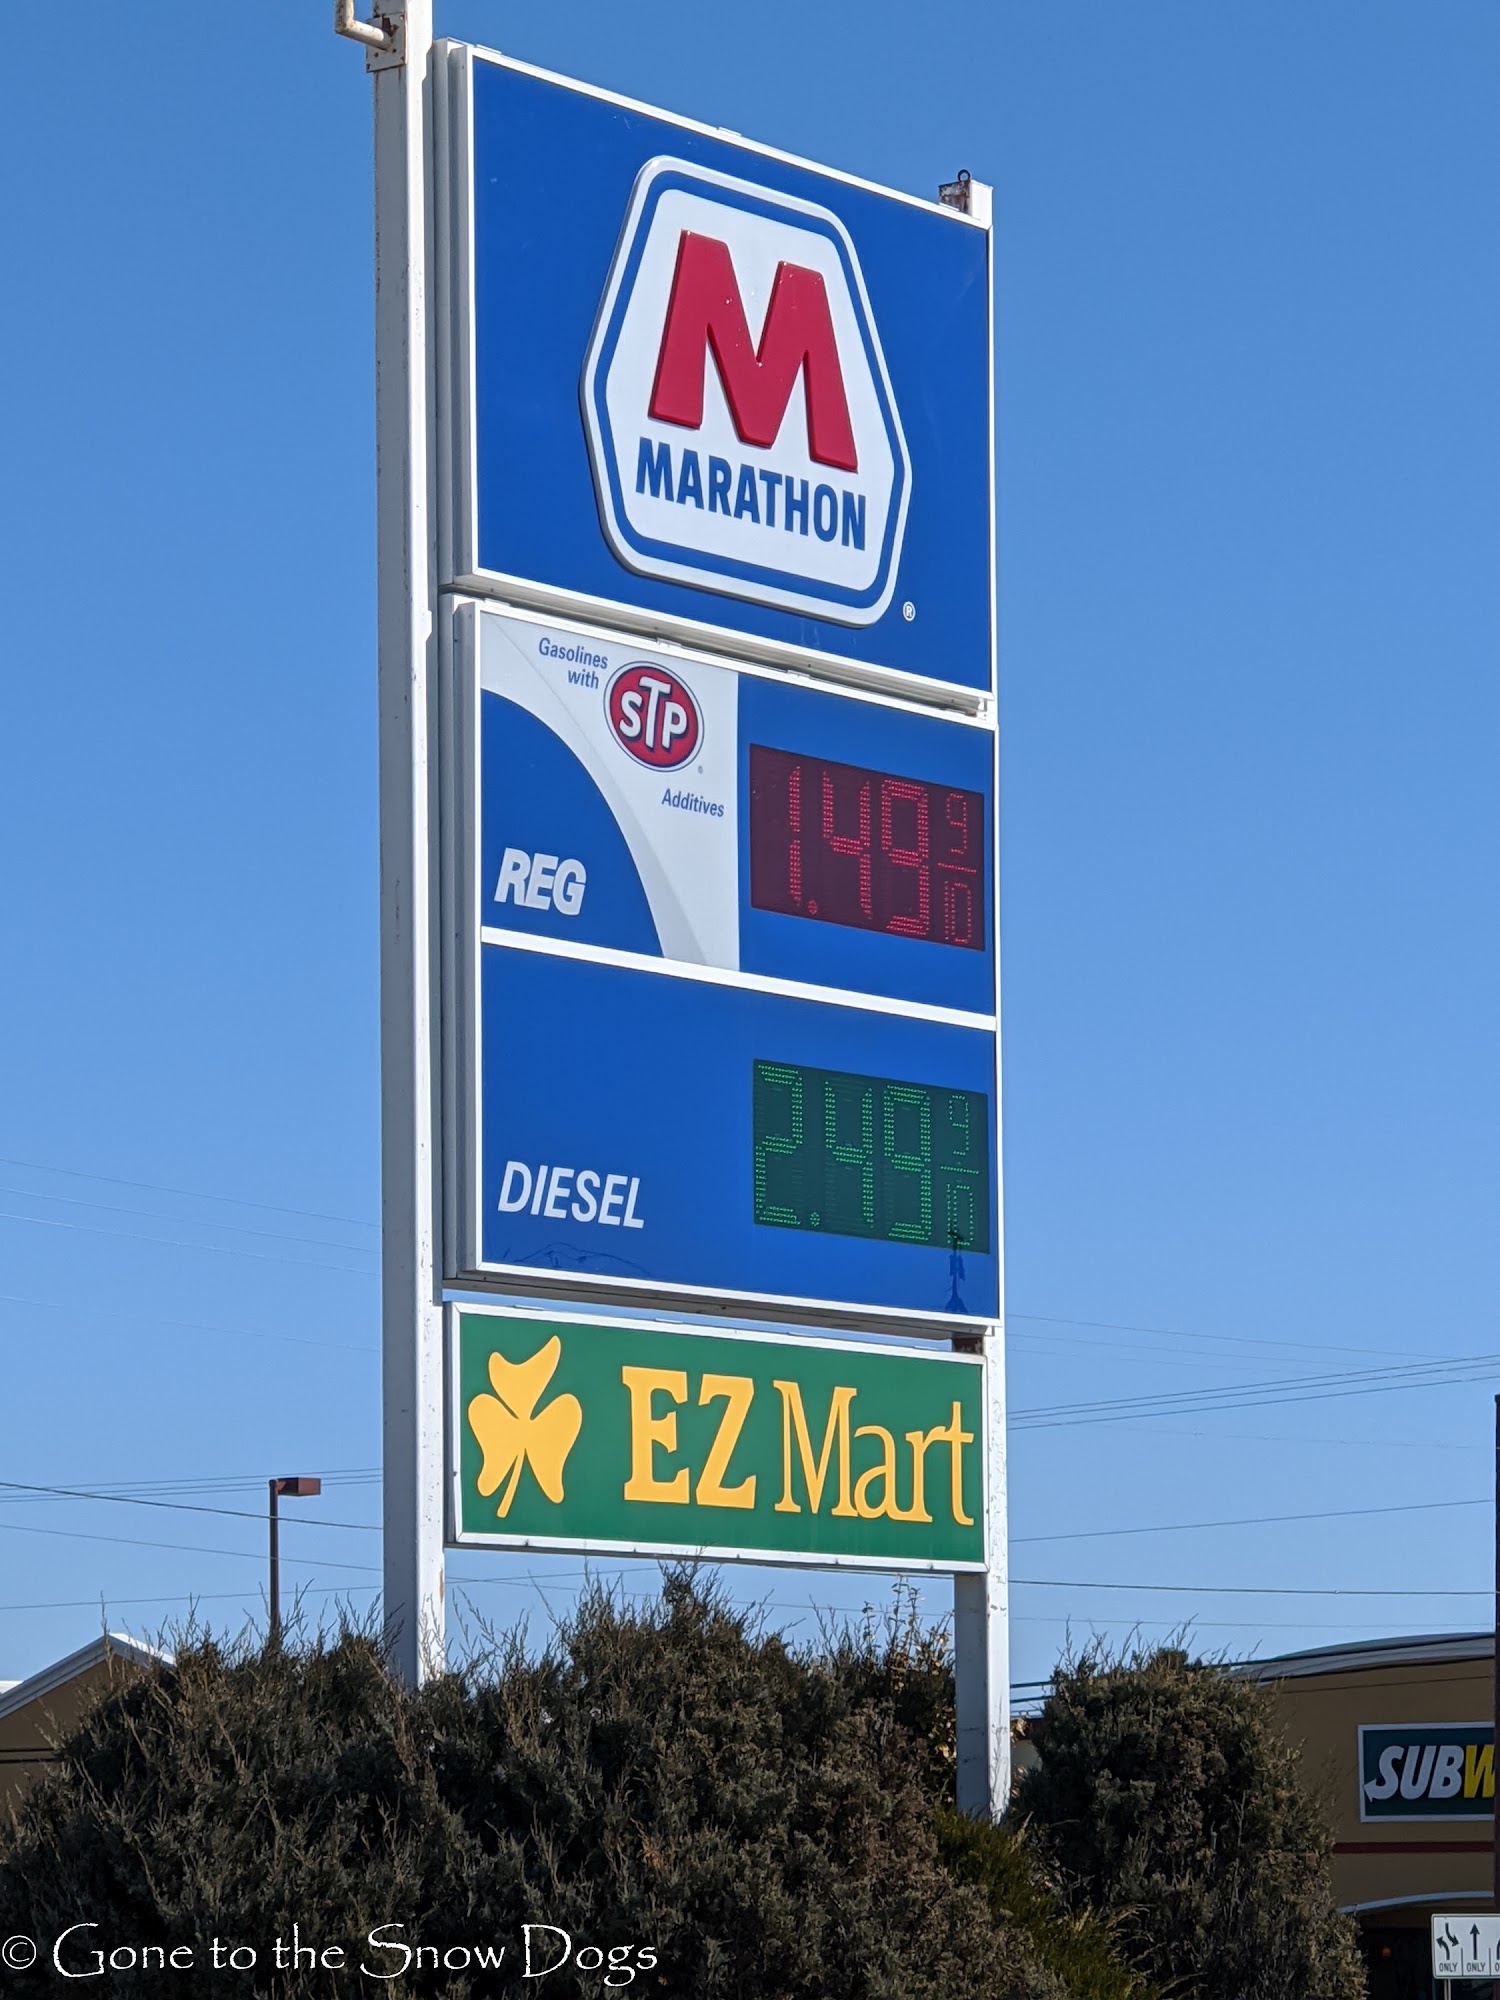 M
MARATHON
®
Gasolines
with
STP
®
Additives
REG
1.49 9/10
DIESEL
2.49 9/10
EZ Mart
SUBW
ONLY ONLY
© Gone to the Snow Dogs